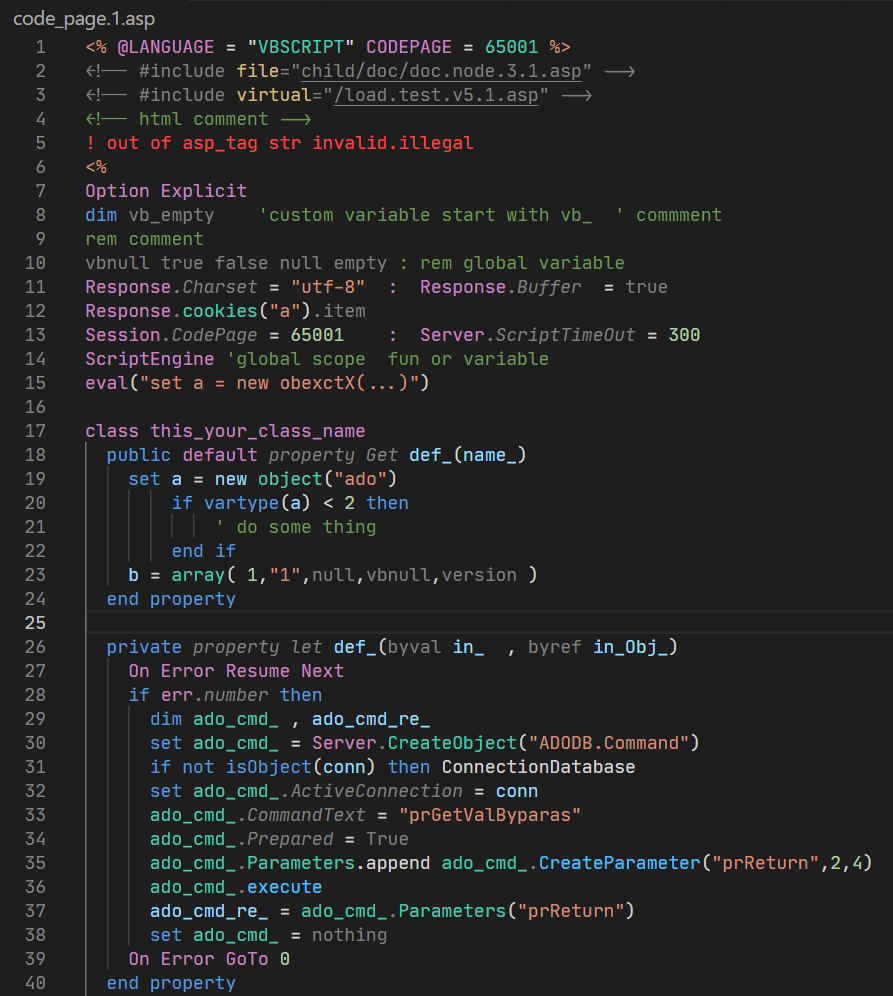 code_page.1.asp
1 <% @LANGUAGE = "VBSCRIPT" CODEPAGE = 65001 %>
2 <!-- #include file="child/doc/doc.node.3.1.asp" -->
3 <!-- #include virtual="/load.test.v5.1.asp" -->
4 <!-- html comment -->
5 ! out of asp_tag str invalid.illegal
6 <%
7 Option Explicit
8 dim vb_empty    'custom variable start with vb_  ' commment
9 rem comment
10 vbnull true false null empty : rem global variable
11 Response.Charset = "utf-8"  :  Response.Buffer  = true
12 Response.cookies("a").item
13 Session.CodePage = 65001    :  Server.ScriptTimeOut = 300
14 ScriptEngine 'global scope  fun or variable
15 eval("set a = new obexctX(...)")
16
17 class this_your_class_name
18   public default property Get def_(name_)
19     set a = new object("ado")
20         if vartype(a) < 2 then
21             ' do some thing
22         end if
23     b = array( 1,"1",null,vbnull,version )
24   end property
25
26   private property let def_(byval in_  , byref in_Obj_)
27     On Error Resume Next
28     if err.number then
29       dim ado_cmd_ , ado_cmd_re_
30       set ado_cmd_ = Server.CreateObject("ADODB.Command")
31       if not isObject(conn) then ConnectionDatabase
32       set ado_cmd_.ActiveConnection = conn
33       ado_cmd_.CommandText = "prGetValByparas"
34       ado_cmd_.Prepared = True
35       ado_cmd_.Parameters.append ado_cmd_.CreateParameter("prReturn",2,4)
36       ado_cmd_.execute
37       ado_cmd_re_ = ado_cmd_.Parameters("prReturn")
38       set ado_cmd_ = nothing
39     On Error GoTo 0
40   end property